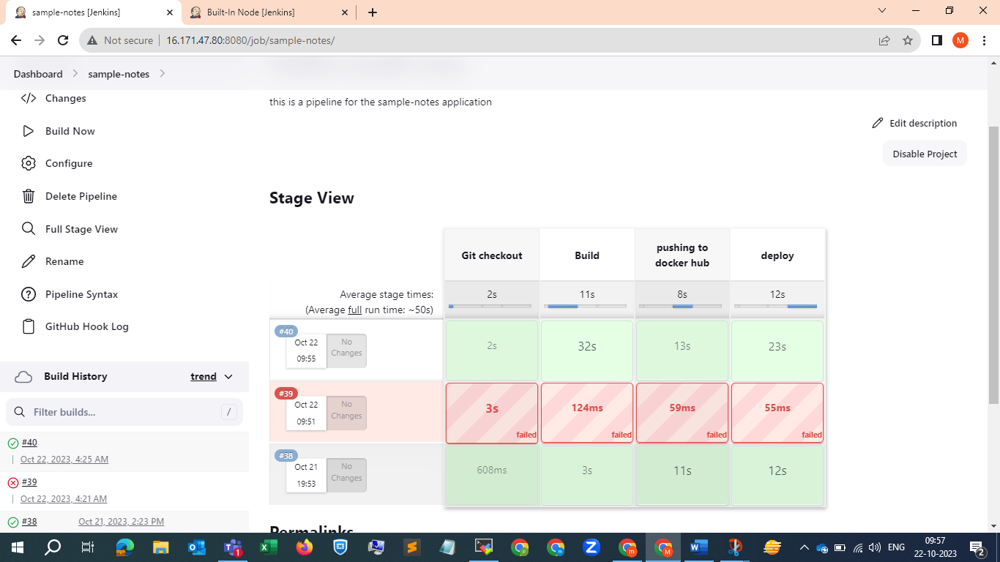 sample-notes [Jenkins]
Built-In Node [Jenkins]
Not secure
16.171.47.80:8080/job/sample-notes/
M
Dashboard
sample-notes
Changes
Build Now
Configure
Delete Pipeline
Full Stage View
Rename
Pipeline Syntax
GitHub Hook Log
Build History
trend
Filter builds...
/
#40
Oct 22, 2023, 4:25 AM
#39
Oct 22, 2023, 4:21 AM
#38
Oct 21, 2023, 2:23 PM
this is a pipeline for the sample-notes application
Edit description
Disable Project
Stage View
Git checkout
Build
pushing to
docker hub
deploy
Average stage times:
(Average full run time: ~50s)
2s
11s
8s
12s
#40
Oct 22
09:55
No
Changes
2s
32s
13s
23s
#39
Oct 22
09:51
No
Changes
3s
failed
124ms
failed
59ms
failed
55ms
failed
#38
Oct 21
19:53
No
Changes
608ms
3s
11s
12s
Permalinks
1
M
ENG
09:57
22-10-2023
2